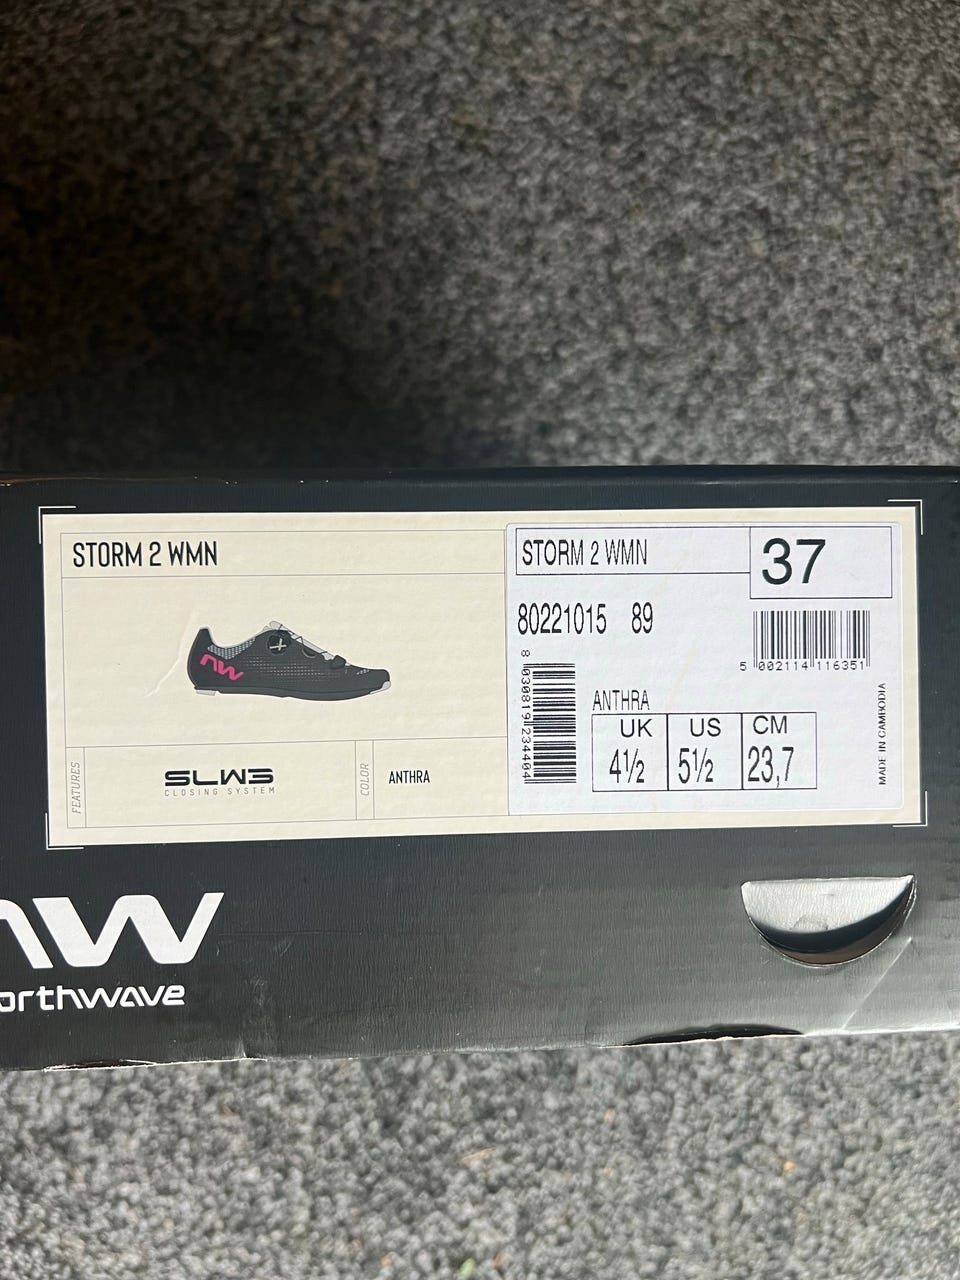 STORM 2 WMN
nw
FEATURES
SLW3
CLOSING SYSTEM
COLOR
ANTHRA
STORM 2 WMN
37
80221015 89
5 002114 116351
8 030819 234404
ANTHRA
UK US CM
4½ 5½ 23,7
MADE IN CAMBODIA
nw
orthwave